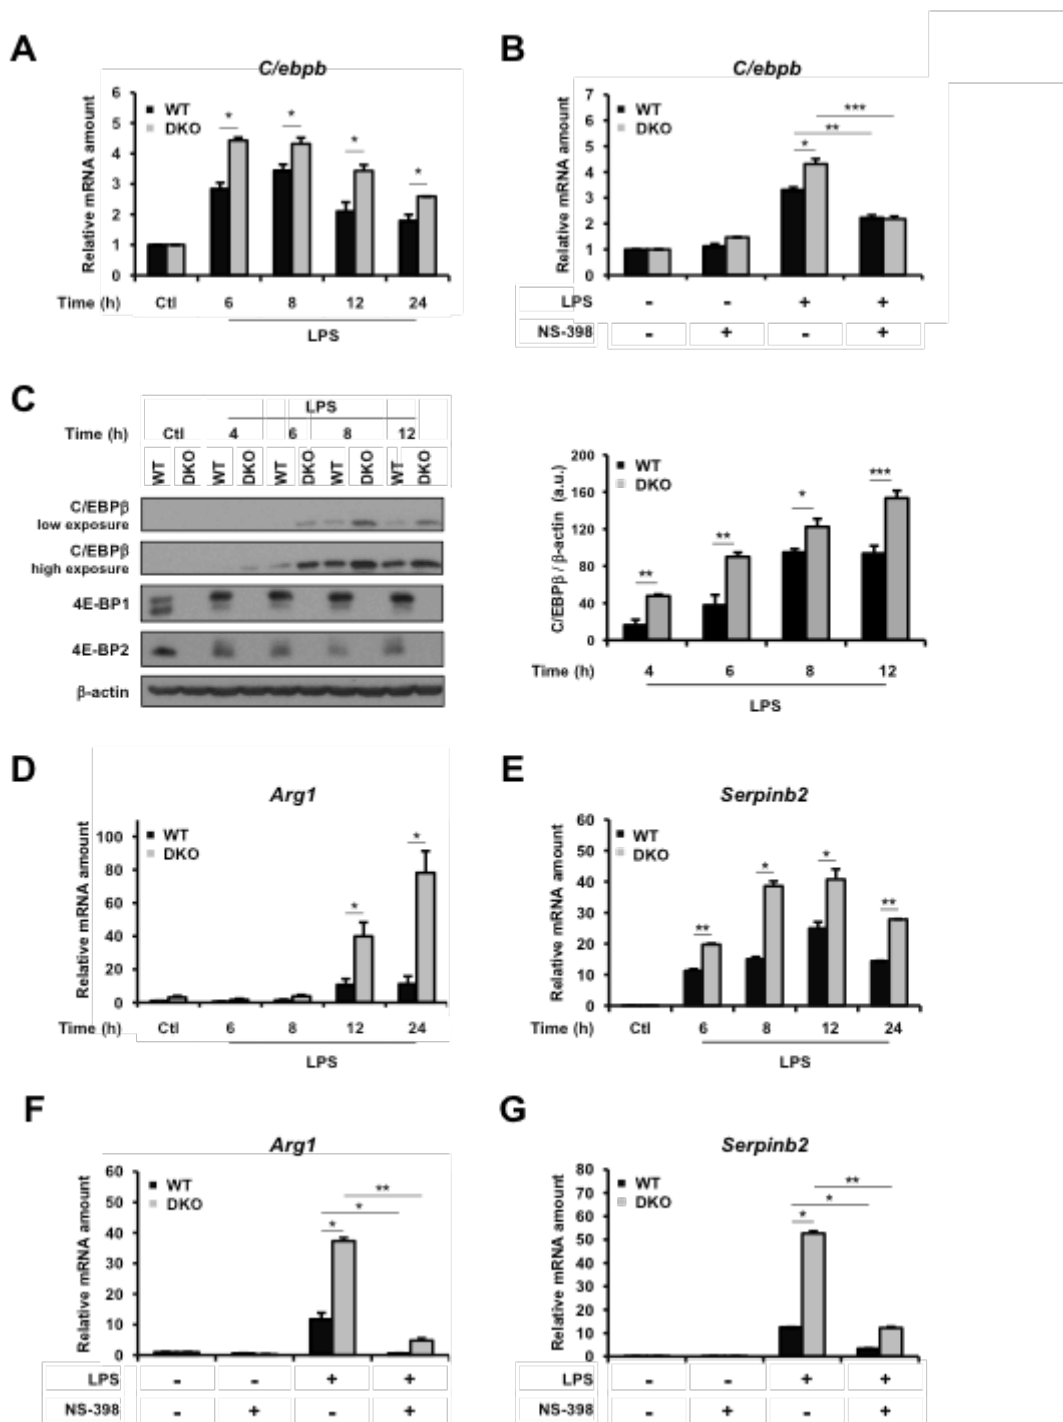 A
C/ebpb
Relative mRNA amount
6
5
4
3
2
1
0
WT
DKO
*
*
*
*
Time (h)
Ctl
6
8
12
24
LPS
B
C/ebpb
Relative mRNA amount
7
6
5
4
3
2
1
0
WT
DKO
***
**
*
LPS
-
-
+
+
NS-398
-
+
-
+
C
LPS
Time (h)
Ctl
4
6
8
12
WT
DKO
WT
DKO
WT
DKO
WT
DKO
WT
DKO
C/EBPβ
low exposure
C/EBPβ
high exposure
4E-BP1
4E-BP2
β-actin
C/EBPβ / β-actin (a.u.)
200
160
120
80
40
0
WT
DKO
**
**
*
***
Time (h)
4
6
8
12
LPS
D
Arg1
Relative mRNA amount
100
80
60
40
20
0
WT
DKO
*
*
Time (h)
Ctl
6
8
12
24
LPS
E
Serpinb2
Relative mRNA amount
60
50
40
30
20
10
0
WT
DKO
**
*
*
**
Time (h)
Ctl
6
8
12
24
LPS
F
Arg1
Relative mRNA amount
60
50
40
30
20
10
0
WT
DKO
**
*
*
LPS
-
-
+
+
NS-398
-
+
-
+
G
Serpinb2
Relative mRNA amount
80
70
60
50
40
30
20
10
0
WT
DKO
**
*
*
LPS
-
-
+
+
NS-398
-
+
-
+